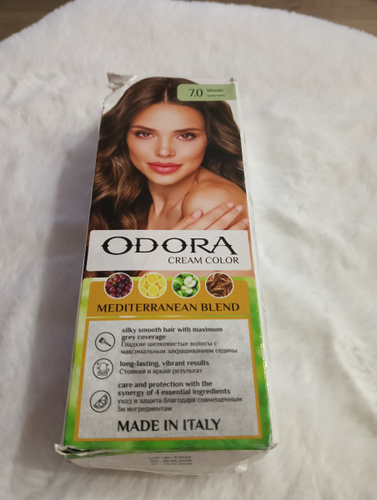 7.0 blonde
ODORA
CREAM COLOR
MEDITERRANEAN BLEND
silky smooth hair with maximum
grey coverage
Гладкие шелковистые волосы с
максимальным закрашиванием седины
long-lasting, vibrant results
Стойкий и яркий результат
care and protection with the
synergy of 4 essential ingredients
уход и защита благодаря совмещенным
3м ингредиентам
MADE IN ITALY